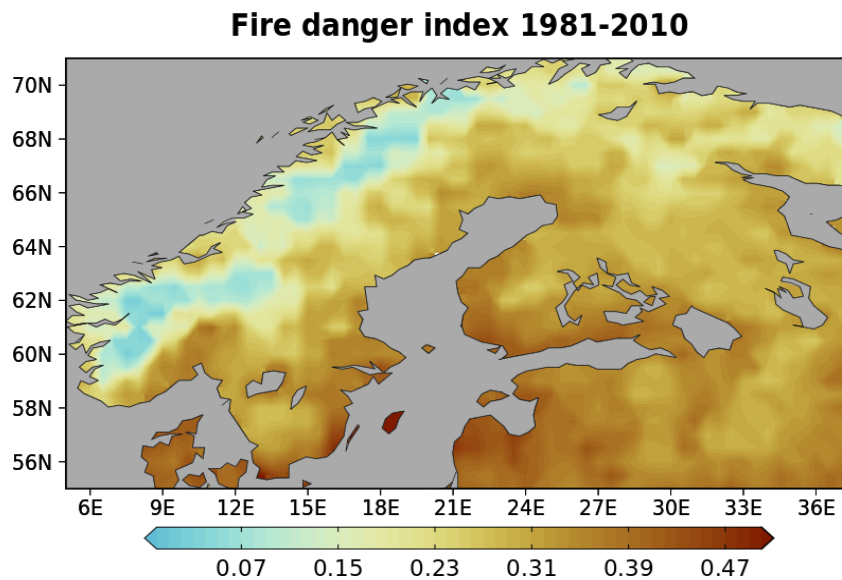 Fire danger index 1981-2010
70N
68N
66N
64N
62N
60N
58N
56N
6E 9E 12E 15E 18E 21E 24E 27E 30E 33E 36E
0.07 0.15 0.23 0.31 0.39 0.47